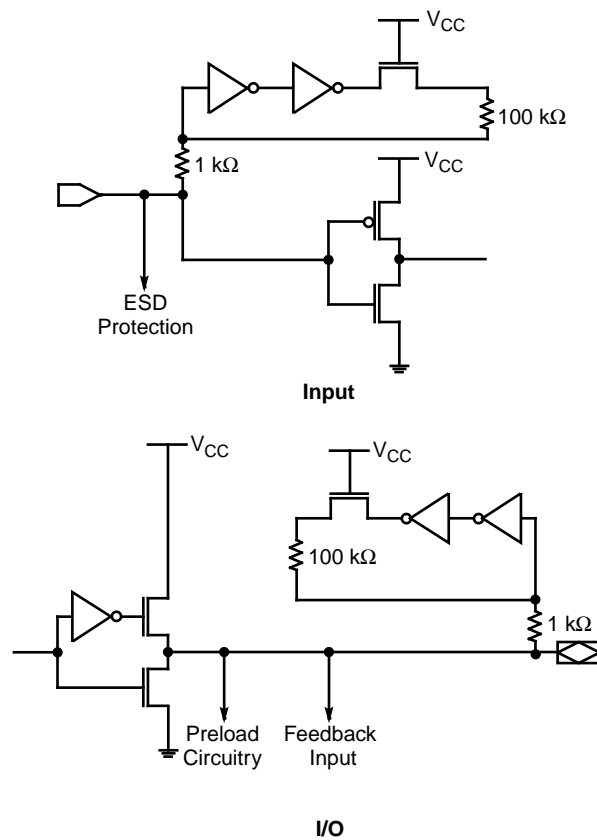 VCC
100 kΩ
1 kΩ
VCC
ESD
Protection
Input
VCC
VCC
100 kΩ
1 kΩ
Preload
Circuitry
Feedback
Input
I/O